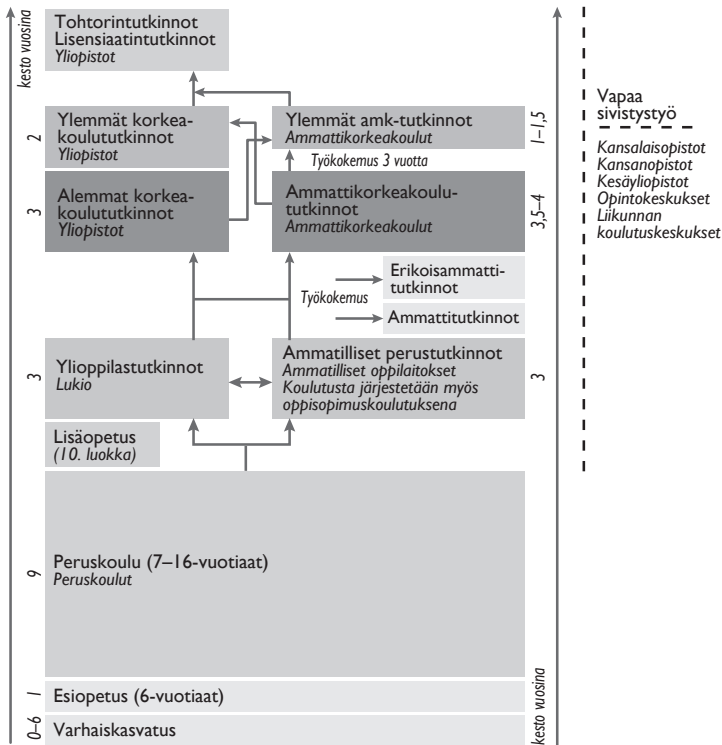 kesto vuosina
Tohtorintutkinnot
Lisensiaatintutkinnot
Yliopistot
2
Ylemmät korkea-
koulututkinnot
Yliopistot
Ylemmät amk-tutkinnot
Ammattikorkeakoulut
1–1,5
Työkokemus 3 vuotta
3
Alemmat korkea-
koulututkinnot
Yliopistot
Ammattikorkeakoulu-
tutkinnot
Ammattikorkeakoulut
3,5–4
Työkokemus
Erikoisammatti-
tutkinnot
Ammattitutkinnot
3
Ylioppilastutkinnot
Lukio
Ammatilliset perustutkinnot
Ammatilliset oppilaitokset
Koulutusta järjestetään myös
oppisopimuskoulutuksena
3
Lisäopetus
(10. luokka)
9
Peruskoulu (7–16-vuotiaat)
Peruskoulut
1
Esiopetus (6-vuotiaat)
0–6
Varhaiskasvatus
kesto vuosina
Vapaa
sivistystyö
Kansalaisopistot
Kansanopistot
Kesäyliopistot
Opintokeskukset
Liikunnan
koulutuskeskukset